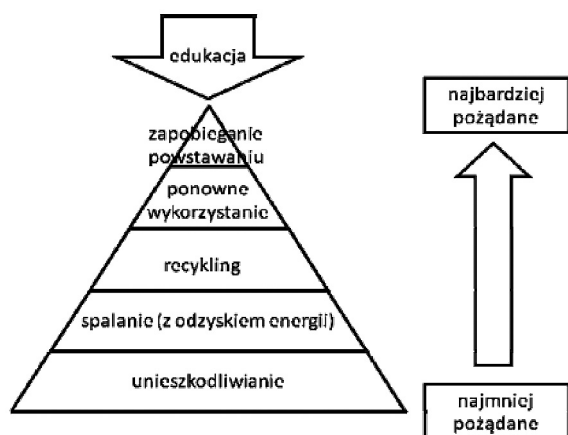 edukacja
zapobieganie
powstawaniu
ponowne
wykorzystanie
recykling
spalanie (z odzyskiem energii)
unieszkodliwianie
najbardziej
pożądane
najmniej
pożądane